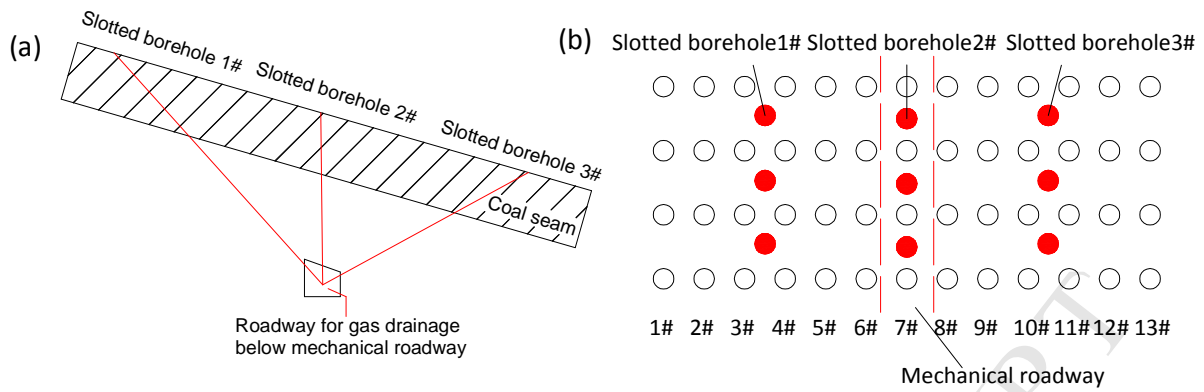 (a)
Slotted borehole 1#
Slotted borehole 2#
Slotted borehole 3#
Coal seam
Roadway for gas drainage
below mechanical roadway
(b)
Slotted borehole1# Slotted borehole2# Slotted borehole3#
1# 2# 3# 4# 5# 6# 7# 8# 9# 10# 11# 12# 13#
Mechanical roadway
PT